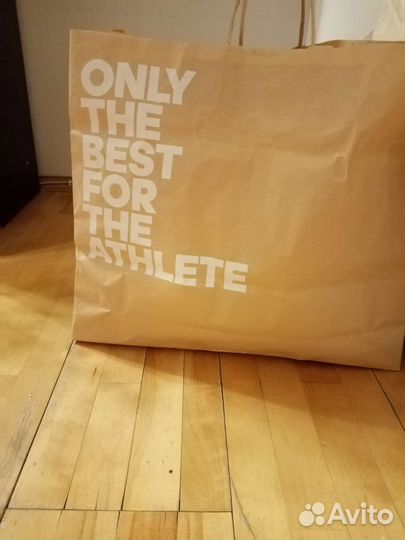 ONLY
THE
BEST
FOR
THE
ATHLETE
Avito